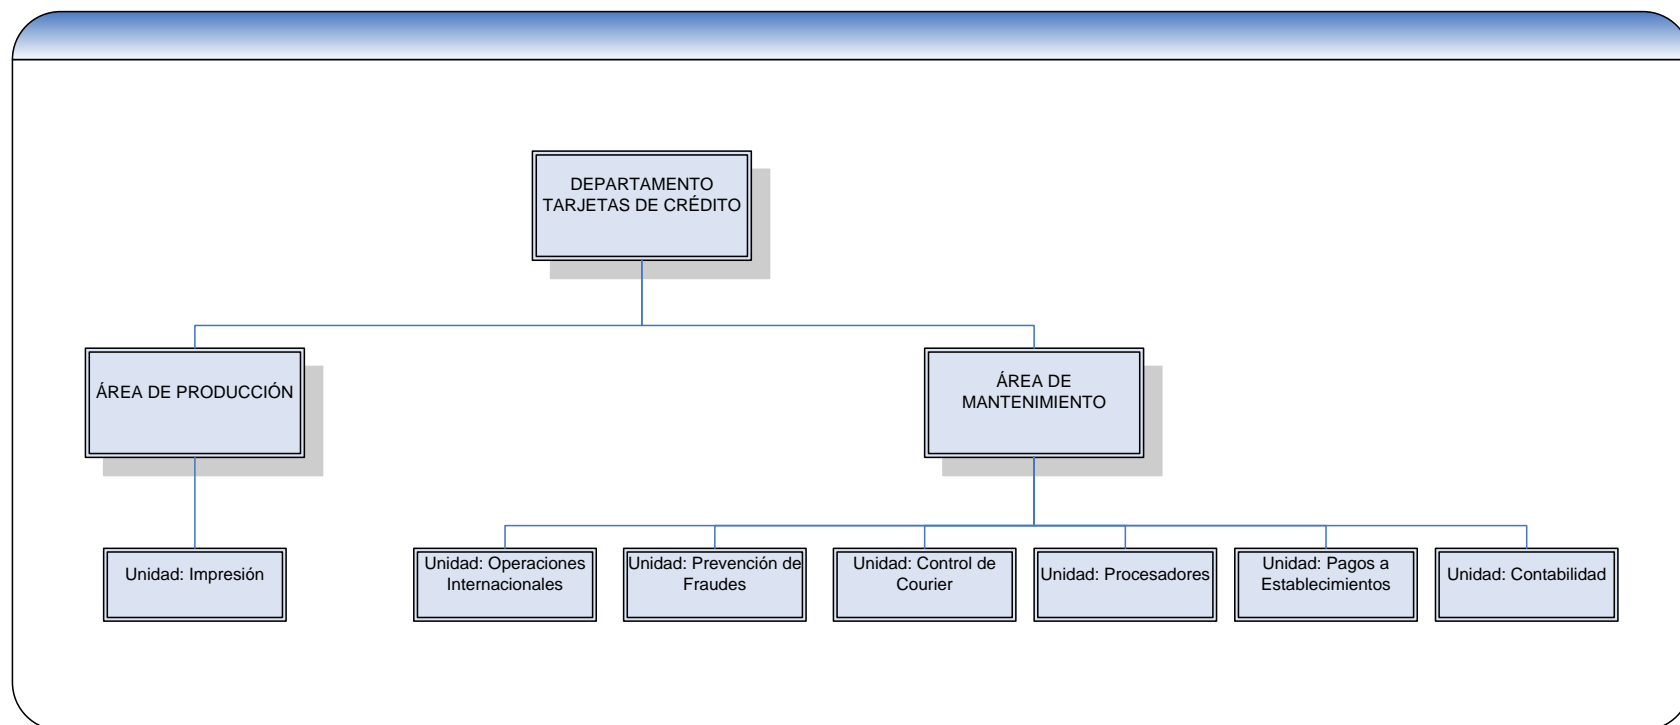 DEPARTAMENTO
TARJETAS DE CRÉDITO
ÁREA DE PRODUCCIÓN
ÁREA DE
MANTENIMIENTO
Unidad: Impresión
Unidad: Operaciones
Internacionales
Unidad: Prevención de
Fraudes
Unidad: Control de
Courier
Unidad: Procesadores
Unidad: Pagos a
Establecimientos
Unidad: Contabilidad